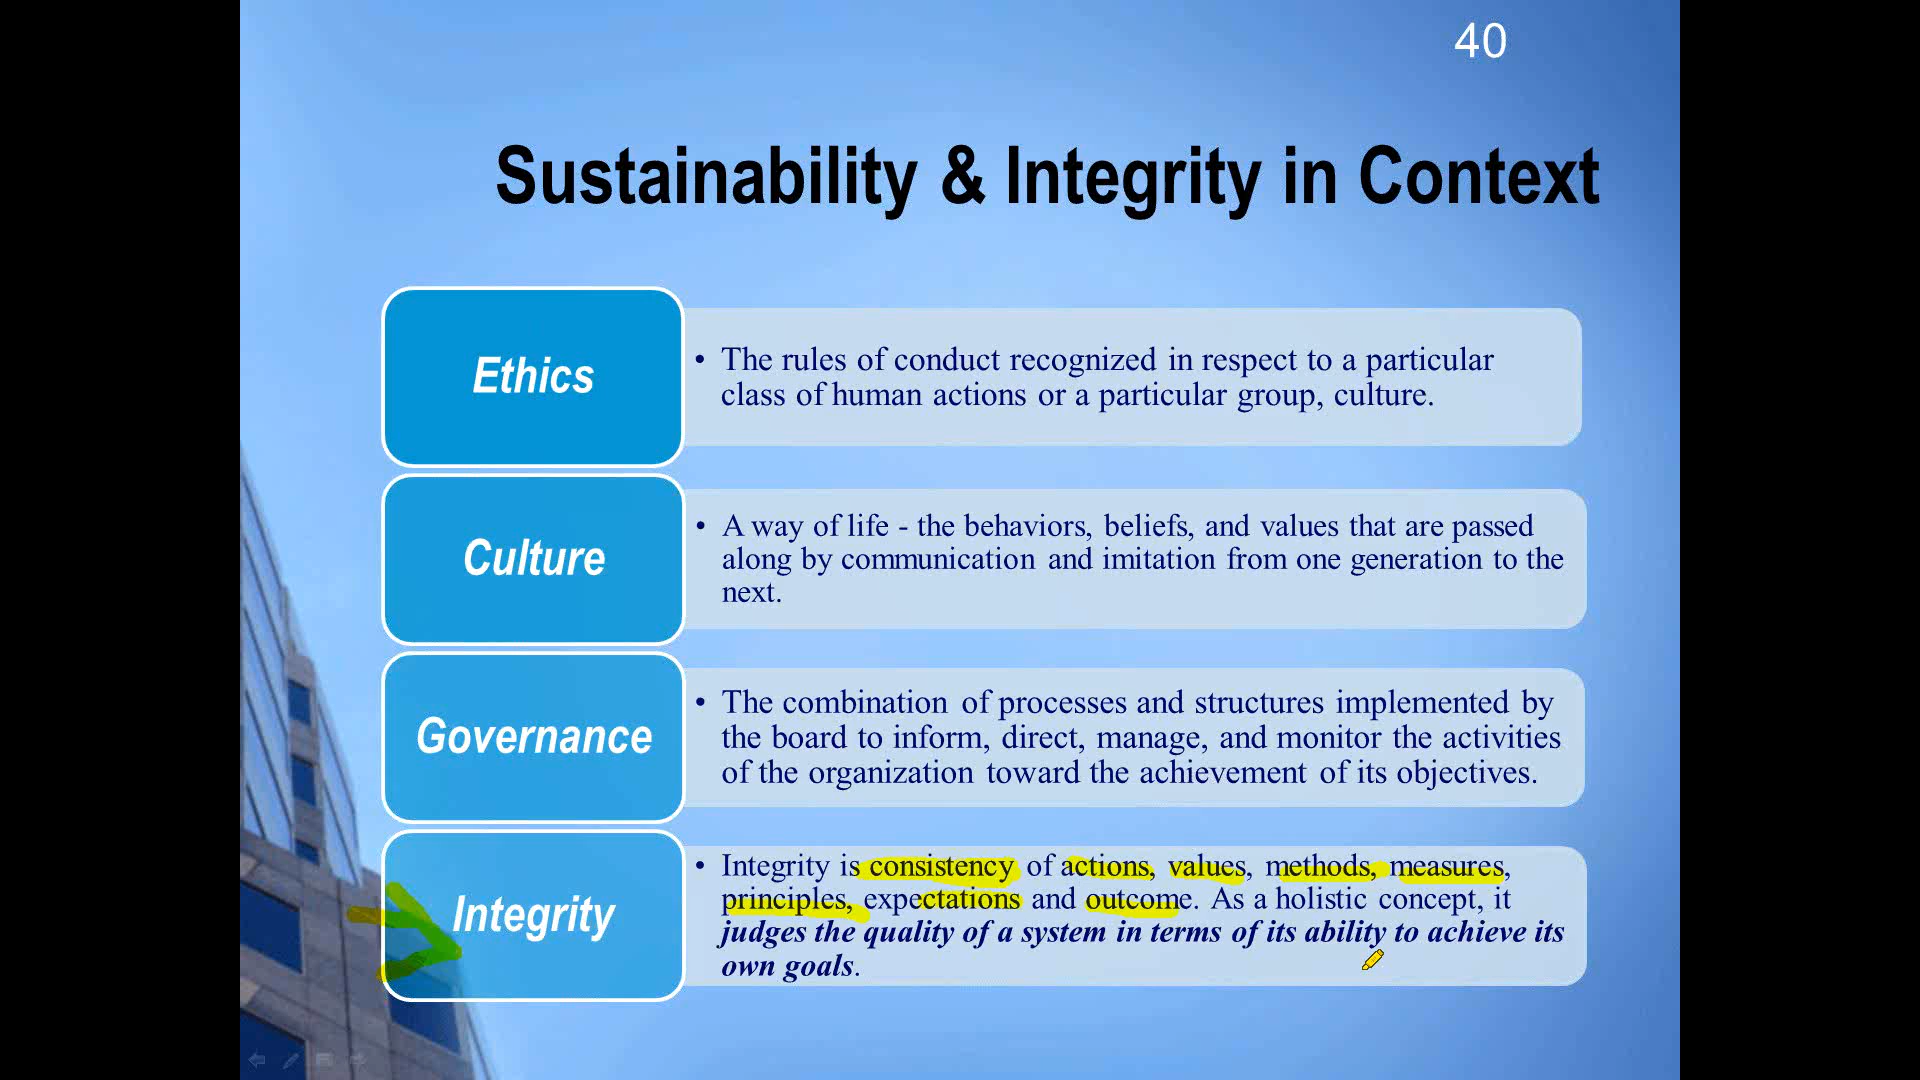 40
Sustainability & Integrity in Context
Ethics
• The rules of conduct recognized in respect to a particular
class of human actions or a particular group, culture.
Culture
• A way of life - the behaviors, beliefs, and values that are passed
along by communication and imitation from one generation to the
next.
Governance
• The combination of processes and structures implemented by
the board to inform, direct, manage, and monitor the activities
of the organization toward the achievement of its objectives.
Integrity
• Integrity is consistency of actions, values, methods, measures,
principles, expectations and outcome. As a holistic concept, it
judges the quality of a system in terms of its ability to achieve its
own goals.